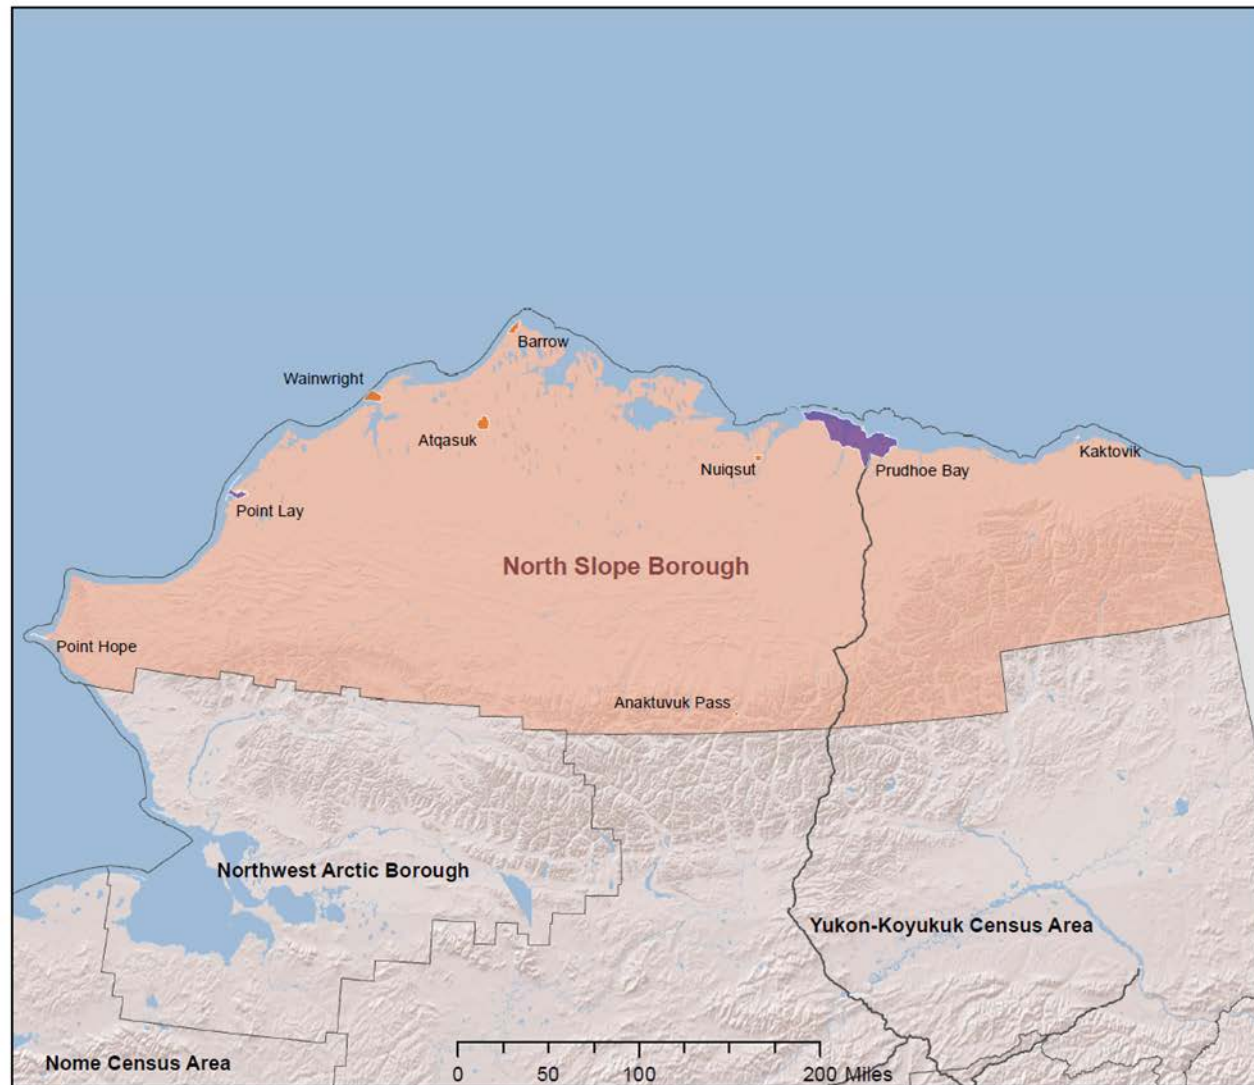 Barrow
Wainwright
Atqasuk
Nuiqsut
Prudhoe Bay
Kaktovik
Point Lay
North Slope Borough
Point Hope
Anaktuvuk Pass
Northwest Arctic Borough
Yukon-Koyukuk Census Area
Nome Census Area
0 50 100 200 Miles